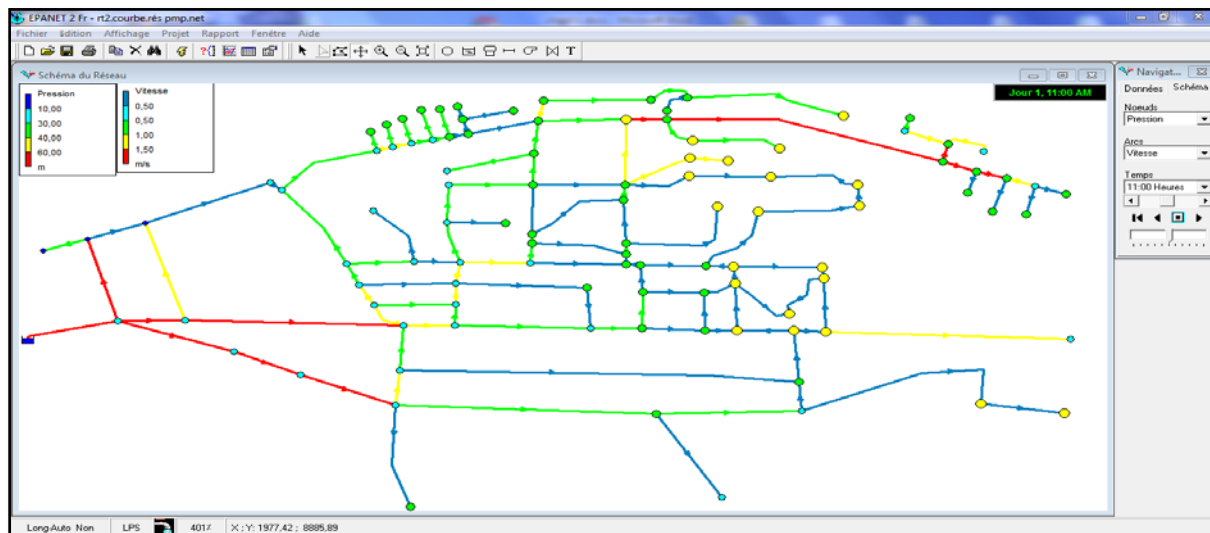 EPANET 2 Fr - rt2.courbe.rés pmp.net
Fichier Edition Affichage Projet Rapport Fenêtre Aide
T
Schéma du Réseau
Pression
10,00
30,00
40,00
60,00
m
Vitesse
0,50
0,50
1,00
1,50
m/s
Jour 1, 11:00 AM
Navigat...
Données Schéma
Noeuds
Pression
Arcs
Vitesse
Temps
11:00 Heures
Long-Auto Non LPS 401% X ; Y: 1977,42 ; 8885,89